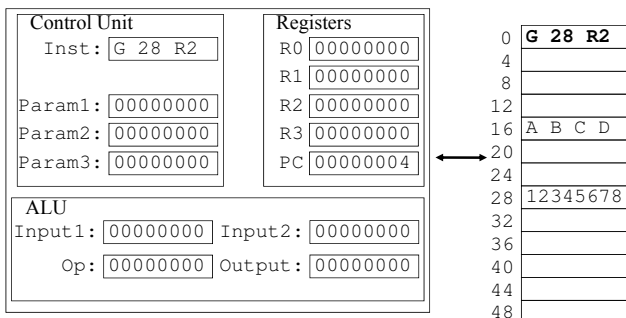 Control Unit
Inst: G 28 R2
Param1: 00000000
Param2: 00000000
Param3: 00000000
Registers
R0 00000000
R1 00000000
R2 00000000
R3 00000000
PC 00000004
ALU
Input1: 00000000 Input2: 00000000
Op: 00000000 Output: 00000000
0 G 28 R2
4
8
12
16 A B C D
20
24
28 12345678
32
36
40
44
48